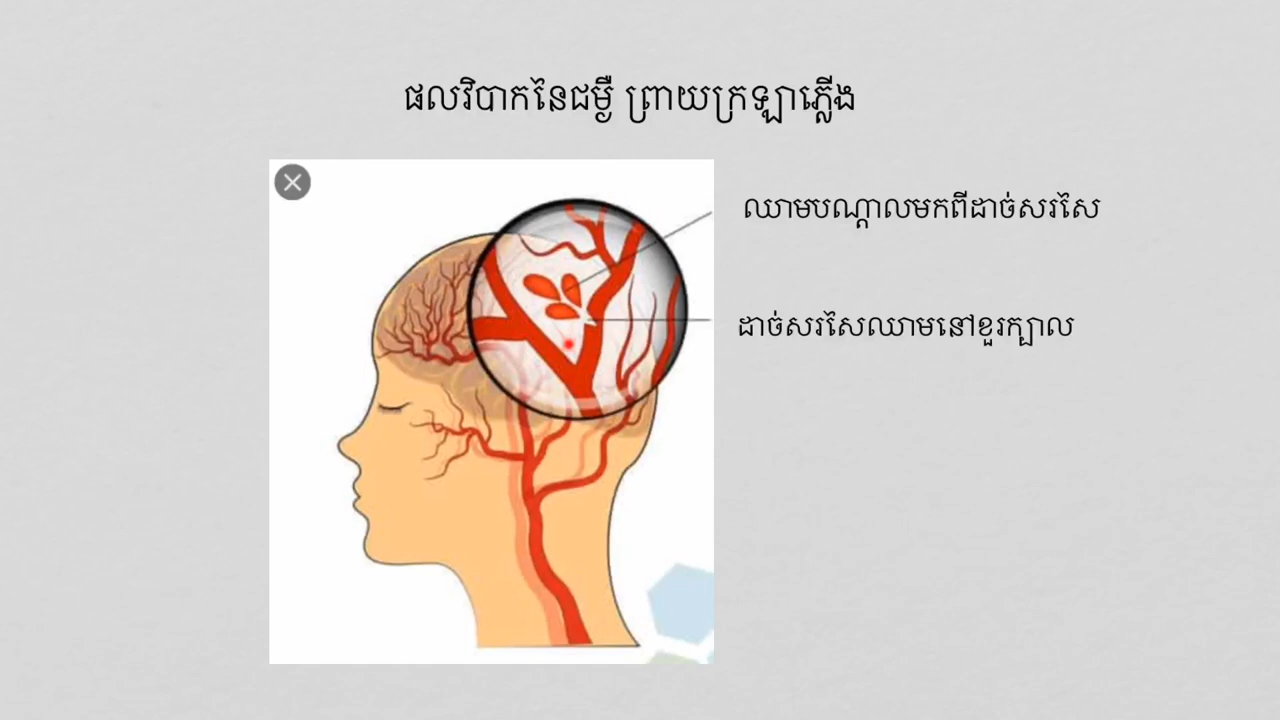 ផលវិបាកនៃជម្ងឺ ព្រាយក្រឡាភ្លើង
ឈាមបណ្តាលមកពីដាច់សរសៃ
ដាច់សរសៃឈាមនៅខួរក្បាល